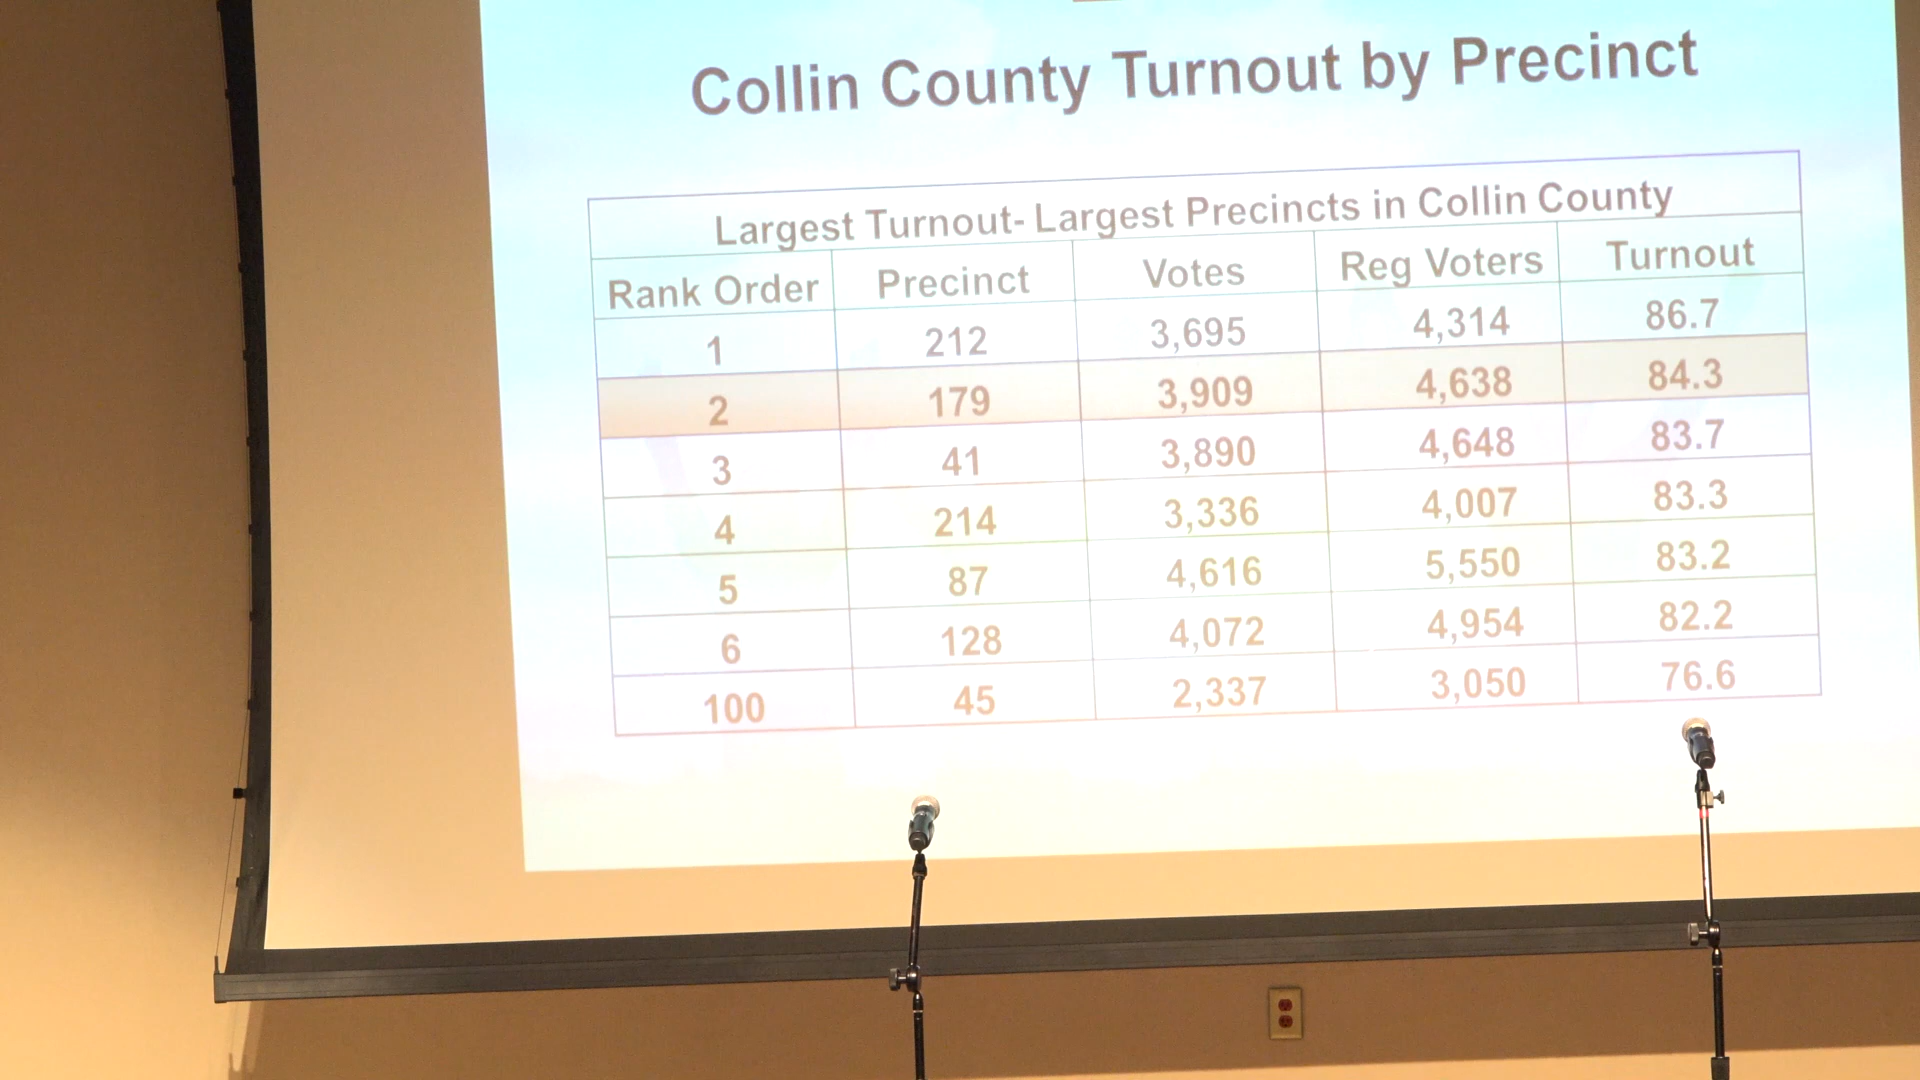 Collin County Turnout by Precinct
Largest Turnout- Largest Precincts in Collin County
Rank Order Precinct Votes Reg Voters Turnout
1 212 3,695 4,314 86.7
2 179 3,909 4,638 84.3
3 41 3,890 4,648 83.7
4 214 3,336 4,007 83.3
5 87 4,616 5,550 83.2
6 128 4,072 4,954 82.2
100 45 2,337 3,050 76.6